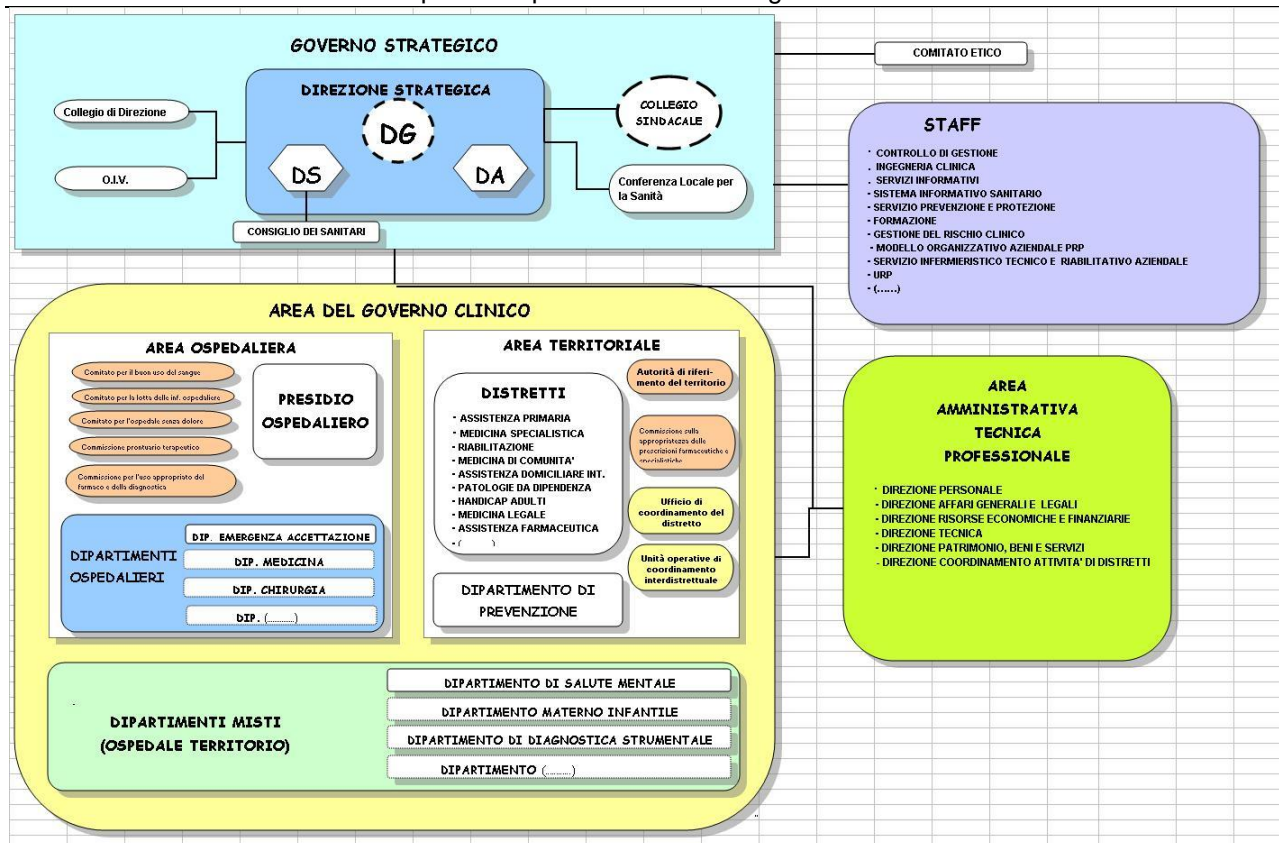 GOVERNO STRATEGICO
DIREZIONE STRATEGICA
DG
DS
DA
Collegio di Direzione
O.I.V.
COLLEGIO
SINDACALE
Conferenza Locale per
la Sanità
CONSIGLIO DEI SANITARI
COMITATO ETICO
STAFF
· CONTROLLO DI GESTIONE
. INGEGNERIA CLINICA
. SERVIZI INFORMATIVI
- SISTEMA INFORMATIVO SANITARIO
- SERVIZIO PREVENZIONE E PROTEZIONE
- FORMAZIONE
- GESTIONE DEL RISCHIO CLINICO
- MODELLO ORGANIZZATIVO AZIENDALE PRP
- SERVIZIO INFERMIERISTICO TECNICO E RIABILITATIVO AZIENDALE
- URP
- (......)
AREA DEL GOVERNO CLINICO
AREA OSPEDALIERA
Comitato per il buon uso del sangue
Comitato per la lotta delle inf. ospedaliere
Comitato per l'ospedale senza dolore
Commissione prontuario terapeutico
Commissione per l'uso appropriato del
farmaco e della diagnostica
PRESIDIO
OSPEDALIERO
DIPARTIMENTI
OSPEDALIERI
DIP. EMERGENZA ACCETTAZIONE
DIP. MEDICINA
DIP. CHIRURGIA
DIP. (...........)
AREA TERRITORIALE
DISTRETTI
- ASSISTENZA PRIMARIA
- MEDICINA SPECIALISTICA
- RIABILITAZIONE
- MEDICINA DI COMUNITA'
- ASSISTENZA DOMICILIARE INT.
- PATOLOGIE DA DIPENDENZA
- HANDICAP ADULTI
- MEDICINA LEGALE
- ASSISTENZA FARMACEUTICA
- ( )
Autorità di riferi-
mento del territorio
Commissione sulla
appropriatezza delle
prescrizioni farmaceutiche e
specialistiche
Ufficio di
coordinamento del
distretto
Unità operative di
coordinamento
interdistrettuale
DIPARTIMENTO DI
PREVENZIONE
DIPARTIMENTI MISTI
(OSPEDALE TERRITORIO)
DIPARTIMENTO DI SALUTE MENTALE
DIPARTIMENTO MATERNO INFANTILE
DIPARTIMENTO DI DIAGNOSTICA STRUMENTALE
DIPARTIMENTO (...........)
AREA
AMMINISTRATIVA
TECNICA
PROFESSIONALE
· DIREZIONE PERSONALE
- DIREZIONE AFFARI GENERALI E LEGALI
- DIREZIONE RISORSE ECONOMICHE E FINANZIARIE
- DIREZIONE TECNICA
- DIREZIONE PATRIMONIO, BENI E SERVIZI
- DIREZIONE COORDINAMENTO ATTIVITA' DI DISTRETTI